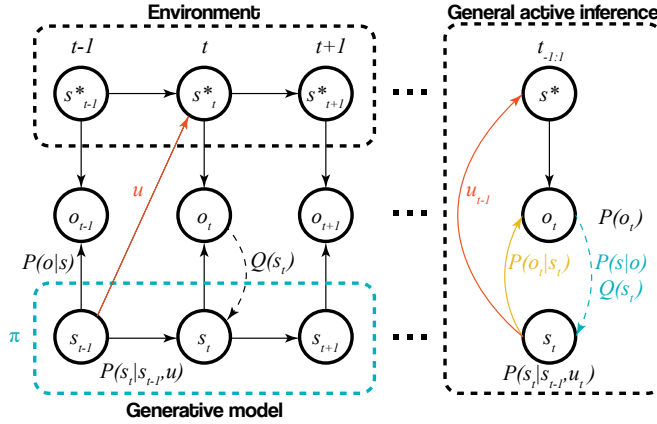 Environment
General active inference
t-1 t t+1
t₋₁:₁
s*ₜ₋₁ s*ₜ s*ₜ₊₁ ... s*
u
uₜ₋₁
oₜ₋₁ oₜ oₜ₊₁ ... oₜ P(oₜ)
P(o|s) Q(sₜ) P(oₜ|sₜ) P(s|o)
Q(sₜ)
π
sₜ₋₁ sₜ sₜ₊₁ ... sₜ
P(sₜ|sₜ₋₁,u) P(sₜ|sₜ₋₁,uₜ)
Generative model